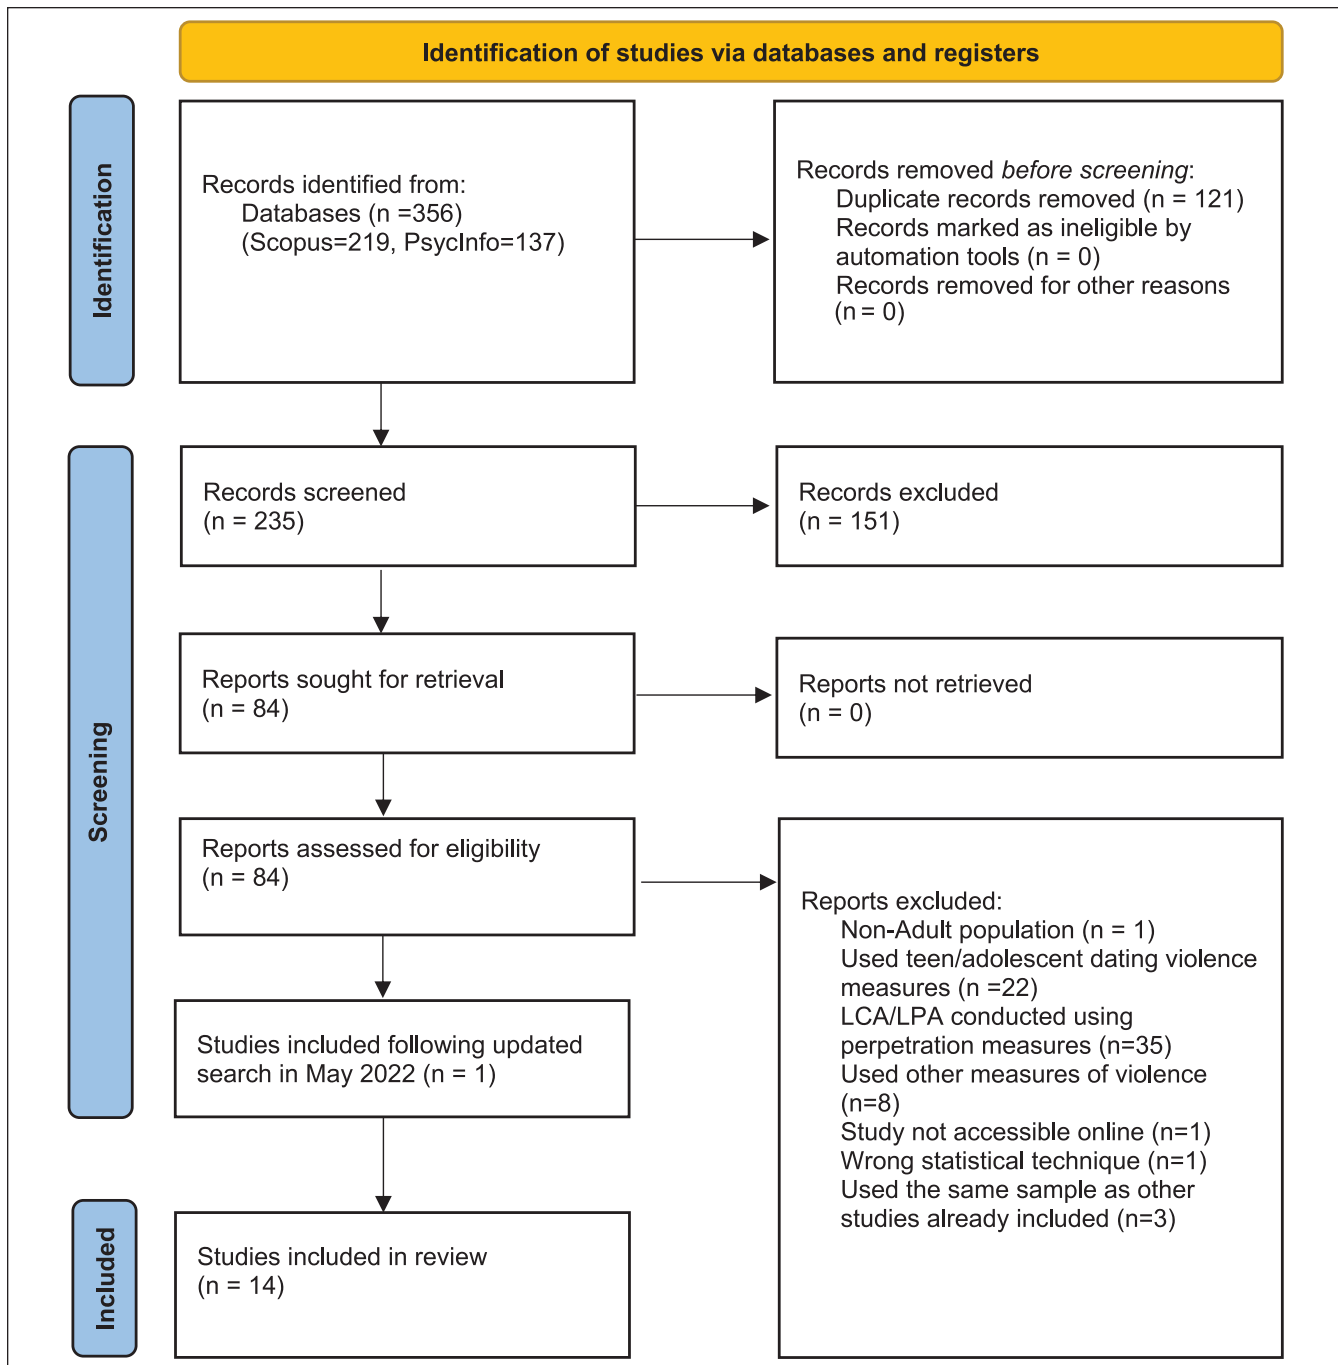 Identification of studies via databases and registers
Identification
Records identified from:
Databases (n =356)
(Scopus=219, PsycInfo=137)
Records removed before screening:
Duplicate records removed (n = 121)
Records marked as ineligible by
automation tools (n = 0)
Records removed for other reasons
(n = 0)
Screening
Records screened
(n = 235)
Records excluded
(n = 151)
Reports sought for retrieval
(n = 84)
Reports not retrieved
(n = 0)
Reports assessed for eligibility
(n = 84)
Reports excluded:
Non-Adult population (n = 1)
Used teen/adolescent dating violence
measures (n =22)
LCA/LPA conducted using
perpetration measures (n=35)
Used other measures of violence
(n=8)
Study not accessible online (n=1)
Wrong statistical technique (n=1)
Used the same sample as other
studies already included (n=3)
Studies included following updated
search in May 2022 (n = 1)
Included
Studies included in review
(n = 14)